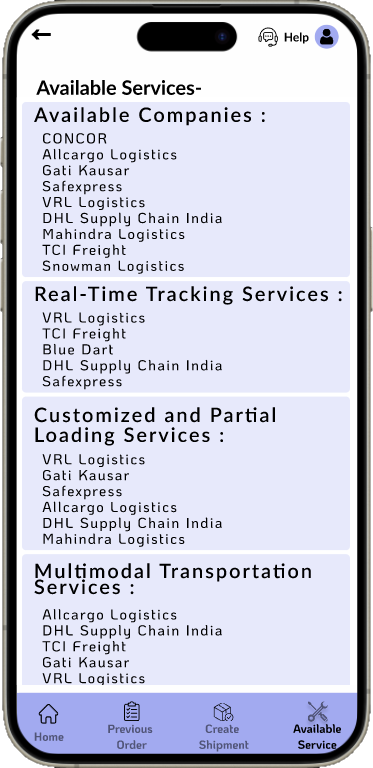 Help
Available Services-
Available Companies :
CONCOR
Allcargo Logistics
Gati Kausar
Safexpress
VRL Logistics
DHL Supply Chain India
Mahindra Logistics
TCI Freight
Snowman Logistics
Real-Time Tracking Services :
VRL Logistics
TCI Freight
Blue Dart
DHL Supply Chain India
Safexpress
Customized and Partial
Loading Services :
VRL Logistics
Gati Kausar
Safexpress
Allcargo Logistics
DHL Supply Chain India
Mahindra Logistics
Multimodal Transportation
Services :
Allcargo Logistics
DHL Supply Chain India
TCI Freight
Gati Kausar
VRL Logistics
Home
Previous
Order
Create
Shipment
Available
Service